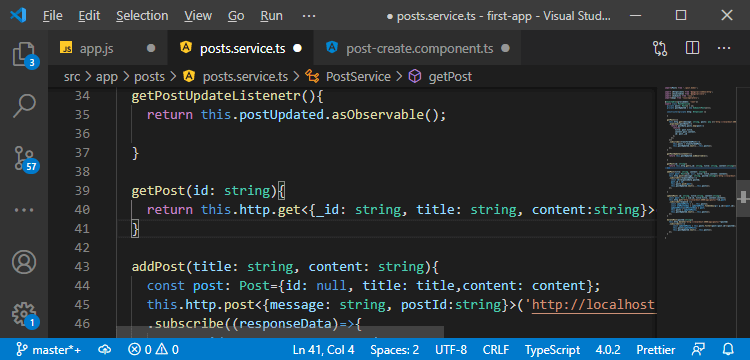 File Edit Selection View Go Run ··· ● posts.service.ts - first-app - Visual Stud...
JS app.js ● posts.service.ts ● post-create.component.ts ●
src > app > posts > posts.service.ts > PostService > getPost
34 getPostUpdateListenetr(){
35 return this.postUpdated.asObservable();
36
37 }
38
39 getPost(id: string){
40 return this.http.get<{_id: string, title: string, content:string}>
41 }
42
43 addPost(title: string, content: string){
44 const post: Post={id: null, title: title,content: content};
45 this.http.post<{message: string, postId:string}>('http://localhost
46 .subscribe((responseData)=>{
3
57
1
master*+ 0 0 Ln 41, Col 4 Spaces: 2 UTF-8 CRLF TypeScript 4.0.2 Prettier